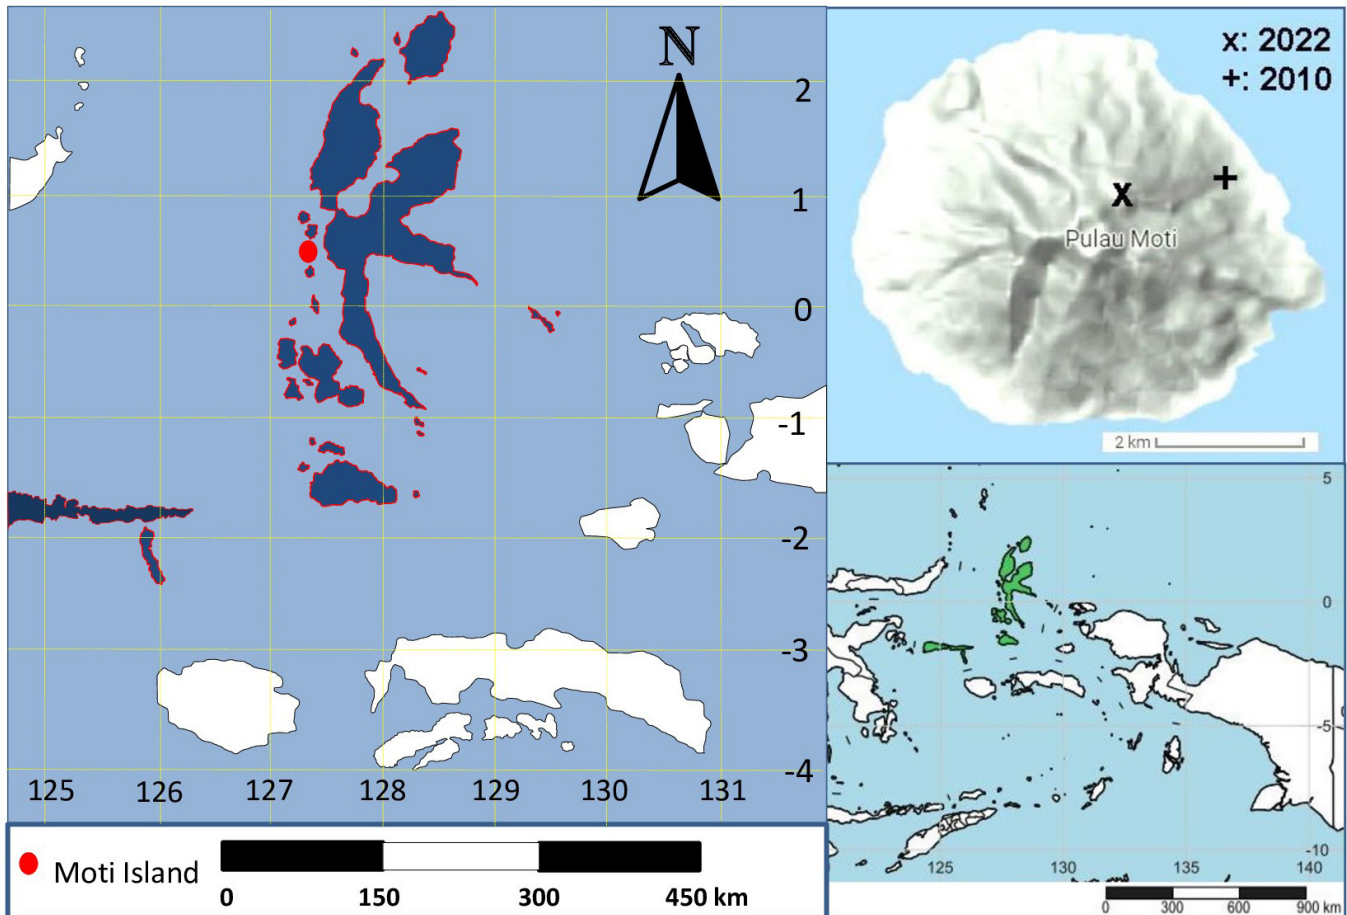 N
2
1
0
-1
-2
-3
-4
125 126 127 128 129 130 131
Moti Island
0 150 300 450 km
x: 2022
+: 2010
x
+
Pulau Moti
2 km
5
0
-5
-10
125 130 135 140
0 300 600 900 km